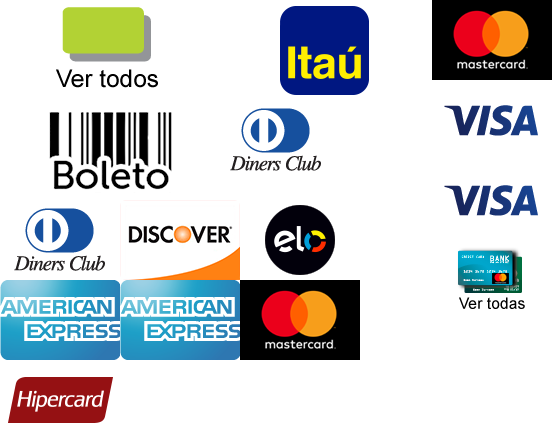 Ver todos
Itaú
mastercard.
Boleto
Diners Club
VISA
VISA
Diners Club
DISCOVER
elo
BANK
Ver todas
AMERICAN
EXPRESS
AMERICAN
EXPRESS
mastercard.
Hipercard